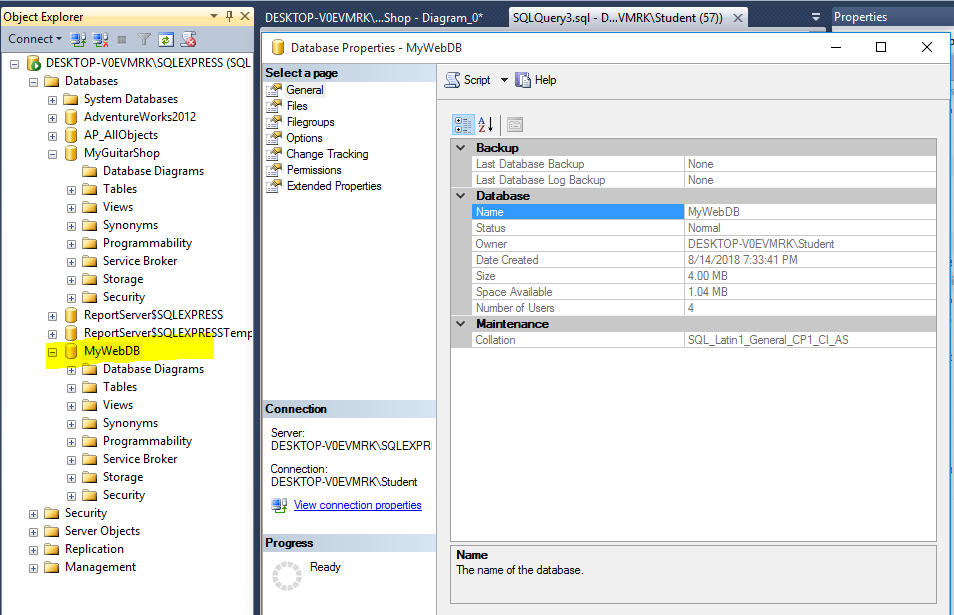 Object Explorer
Connect
DESKTOP-V0EVMRK\SQLEXPRESS (SQL
Databases
System Databases
AdventureWorks2012
AP_AllObjects
MyGuitarShop
Database Diagrams
Tables
Views
Synonyms
Programmability
Service Broker
Storage
Security
ReportServer$SQLEXPRESS
ReportServer$SQLEXPRESSTemp
MyWebDB
Database Diagrams
Tables
Views
Synonyms
Programmability
Service Broker
Storage
Security
Security
Server Objects
Replication
Management
DESKTOP-V0EVMRK\...Shop - Diagram_0*
SQLQuery3.sql - D...VMRK\Student (57))
Properties
Database Properties - MyWebDB
Select a page
General
Files
Filegroups
Options
Change Tracking
Permissions
Extended Properties
Connection
Server:
DESKTOP-V0EVMRK\SQLEXPR
Connection:
DESKTOP-V0EVMRK\Student
View connection properties
Progress
Ready
Script Help
Backup
Last Database Backup None
Last Database Log Backup None
Database
Name MyWebDB
Status Normal
Owner DESKTOP-V0EVMRK\Student
Date Created 8/14/2018 7:33:41 PM
Size 4.00 MB
Space Available 1.04 MB
Number of Users 4
Maintenance
Collation SQL_Latin1_General_CP1_CI_AS
Name
The name of the database.